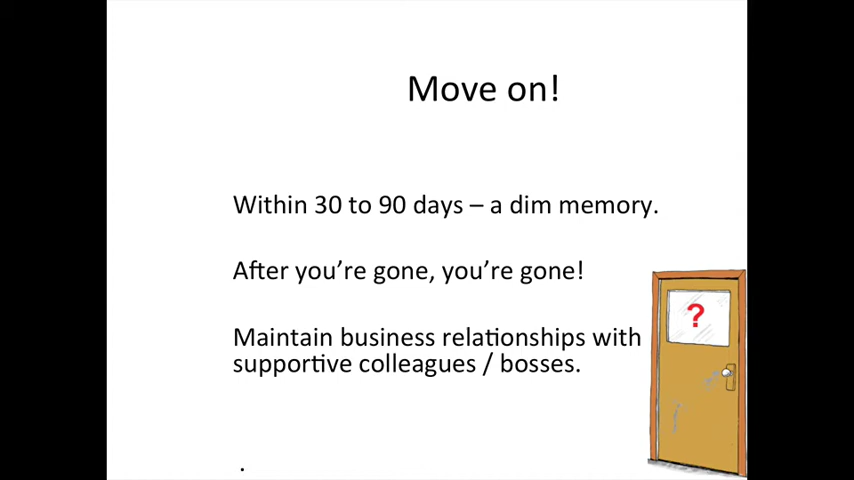 Move on!
Within 30 to 90 days – a dim memory.
After you're gone, you're gone!
Maintain business relationships with
supportive colleagues / bosses.
?
.